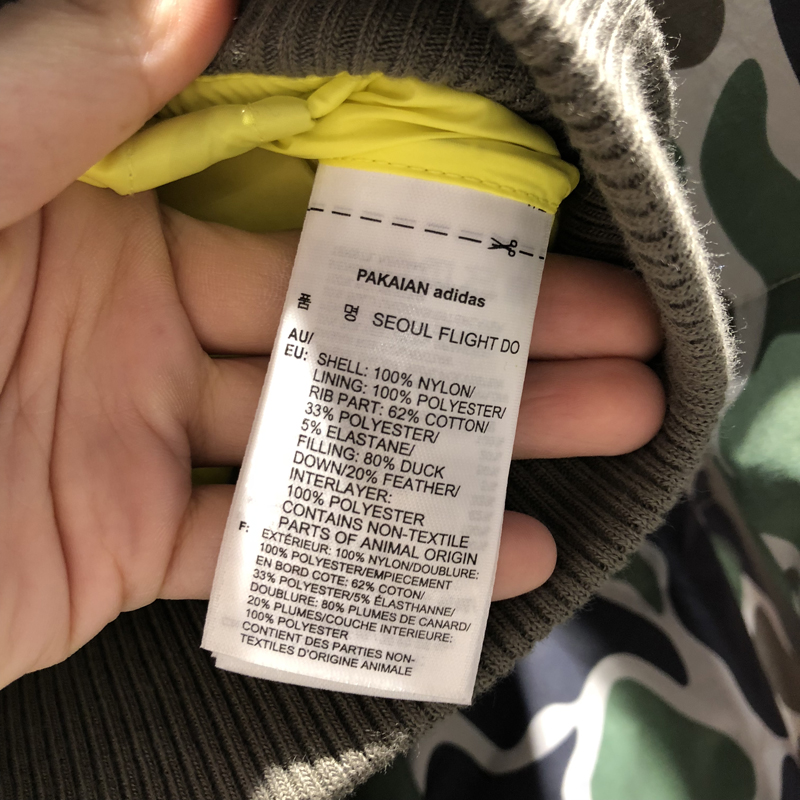 PAKAIAN adidas
품 명 SEOUL FLIGHT DO
AU/
EU: SHELL: 100% NYLON/
LINING: 100% POLYESTER/
RIB PART: 62% COTTON/
33% POLYESTER/
5% ELASTANE/
FILLING: 80% DUCK
DOWN/20% FEATHER/
INTERLAYER:
100% POLYESTER
CONTAINS NON-TEXTILE
PARTS OF ANIMAL ORIGIN
F: EXTÉRIEUR: 100% NYLON/DOUBLURE:
100% POLYESTER/EMPIECEMENT
EN BORD COTE: 62% COTON/
33% POLYESTER/5% ÉLASTHANNE/
DOUBLURE: 80% PLUMES DE CANARD/
20% PLUMES/COUCHE INTERIEURE:
100% POLYESTER
CONTIENT DES PARTIES NON-
TEXTILES D'ORIGINE ANIMALE